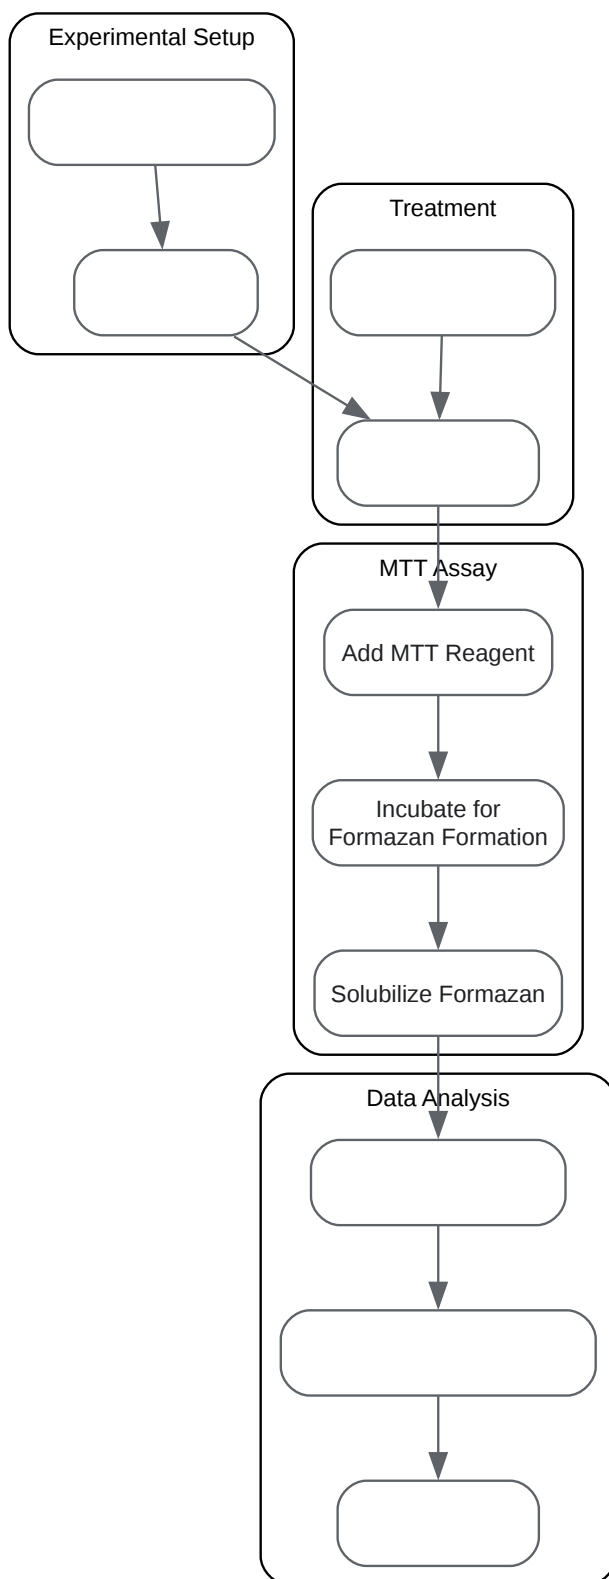 Experimental Setup
Treatment
MTT Assay
Add MTT Reagent
Incubate for
Formazan Formation
Solubilize Formazan
Data Analysis